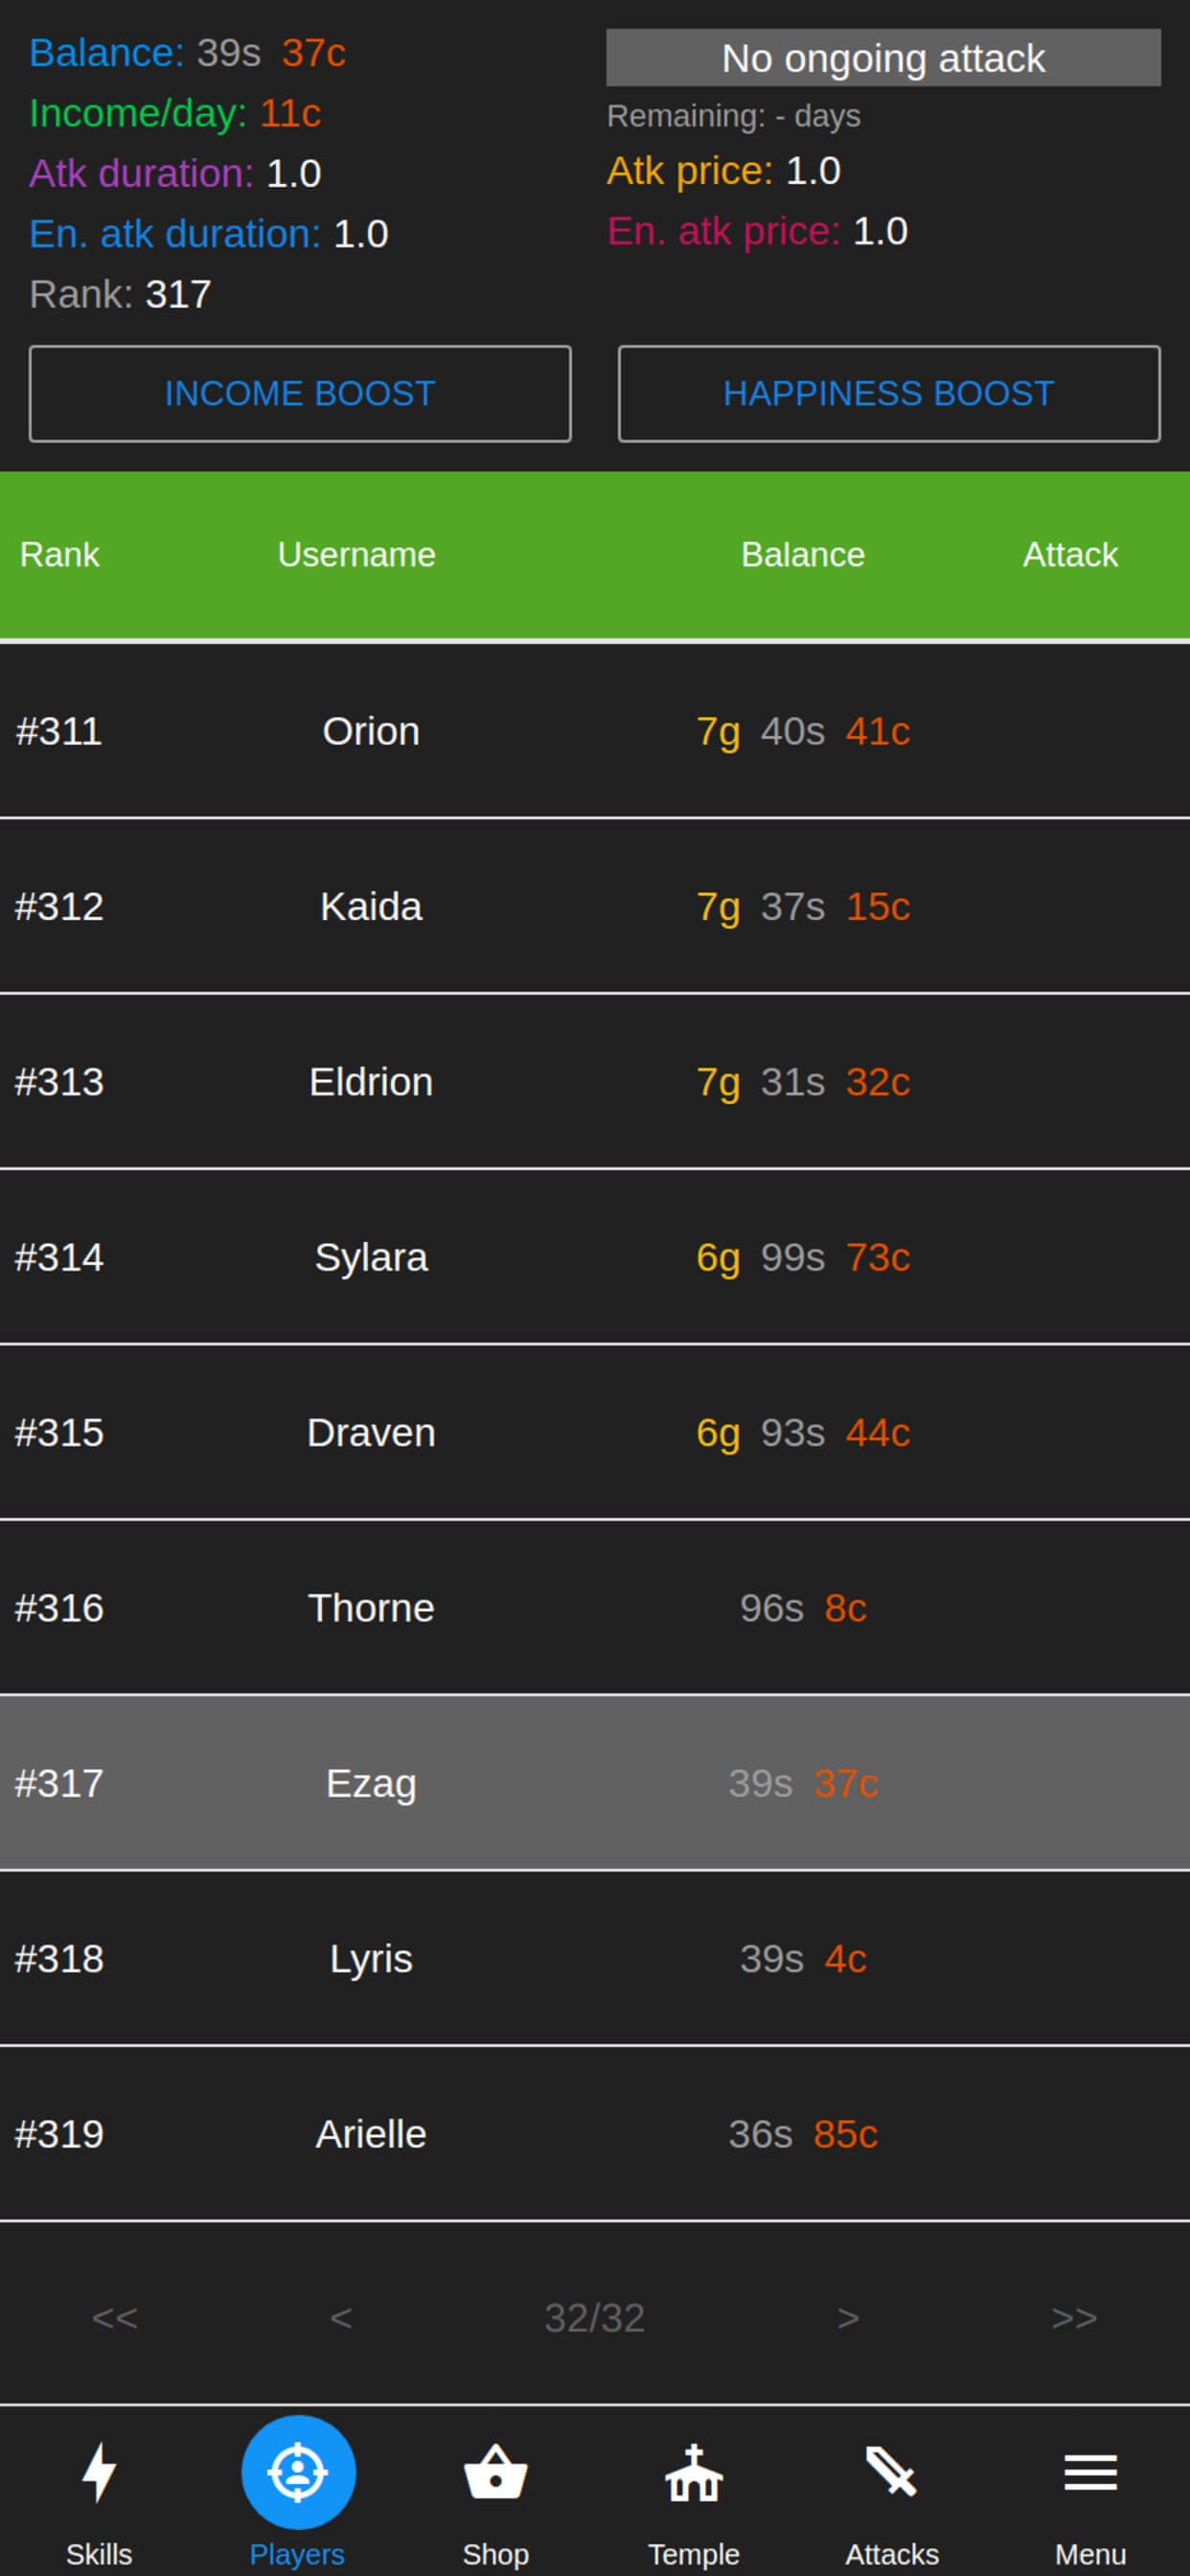 Balance: 39s 37c
Income/day: 11c
Atk duration: 1.0
En. atk duration: 1.0
Rank: 317
No ongoing attack
Remaining: - days
Atk price: 1.0
En. atk price: 1.0
INCOME BOOST HAPPINESS BOOST
Rank Username Balance Attack
#311 Orion 7g 40s 41c
#312 Kaida 7g 37s 15c
#313 Eldrion 7g 31s 32c
#314 Sylara 6g 99s 73c
#315 Draven 6g 93s 44c
#316 Thorne 96s 8c
#317 Ezag 39s 37c
#318 Lyris 39s 4c
#319 Arielle 36s 85c
<< < 32/32 > >>
Skills Players Shop Temple Attacks Menu